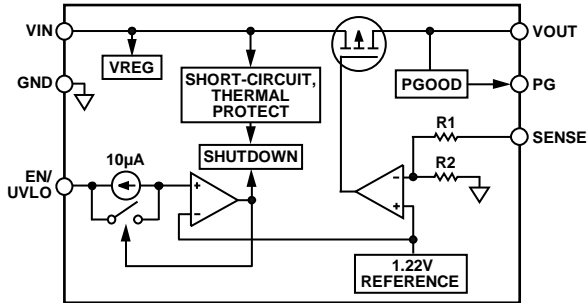 VIN
VOUT
VREG
GND
SHORT-CIRCUIT,
THERMAL
PROTECT
PGOOD
PG
R1
SENSE
10µA
SHUTDOWN
R2
EN/
UVLO
+
–
–
+
1.22V
REFERENCE